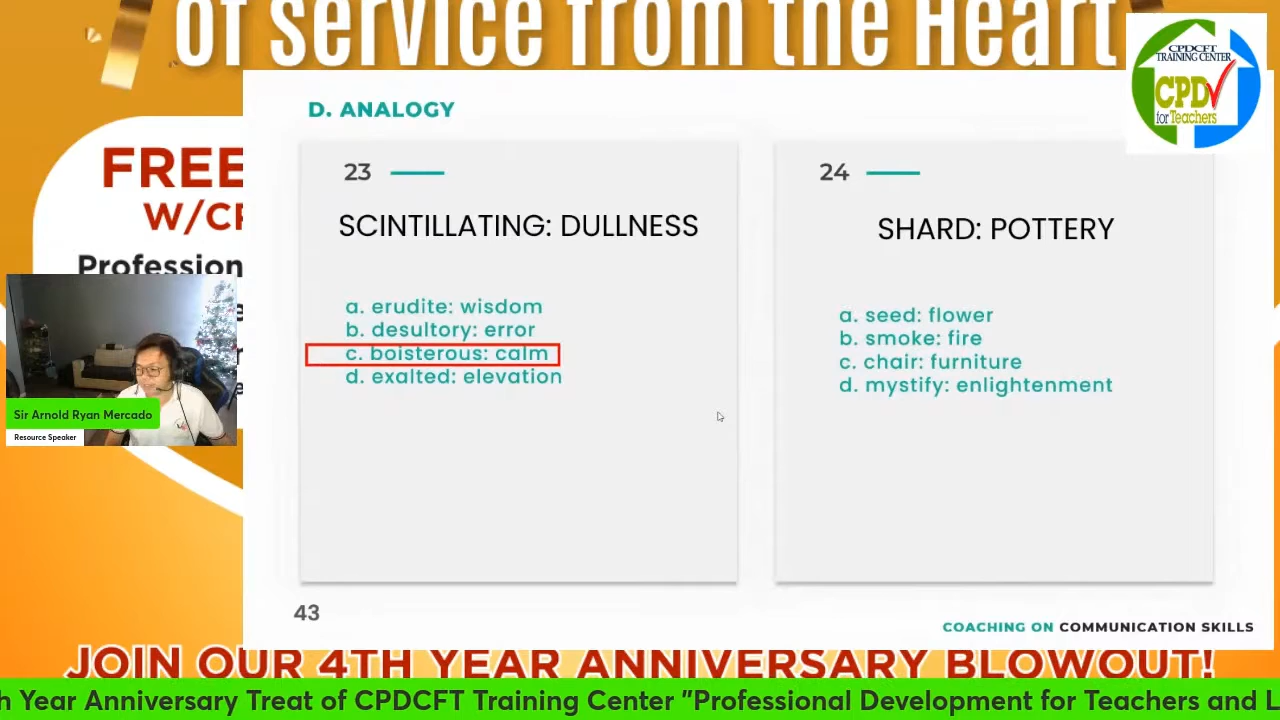 of service from the Heart
CPDCFT
TRAINING CENTER
CPD
for Teachers
D. ANALOGY
FREE
W/CP
Profession
23
SCINTILLATING: DULLNESS
a. erudite: wisdom
b. desultory: error
c. boisterous: calm
d. exalted: elevation
24
SHARD: POTTERY
a. seed: flower
b. smoke: fire
c. chair: furniture
d. mystify: enlightenment
Sir Arnold Ryan Mercado
Resource Speaker
43
COACHING ON COMMUNICATION SKILLS
JOIN OUR 4TH YEAR ANNIVERSARY BLOWOUT!
h Year Anniversary Treat of CPDCFT Training Center "Professional Development for Teachers and L